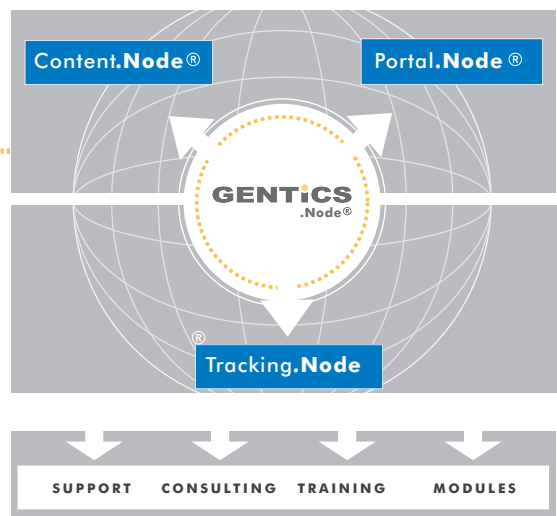 Content.Node®
Portal.Node ®
GENTICS
.Node®
®
Tracking.Node
SUPPORT CONSULTING TRAINING MODULES